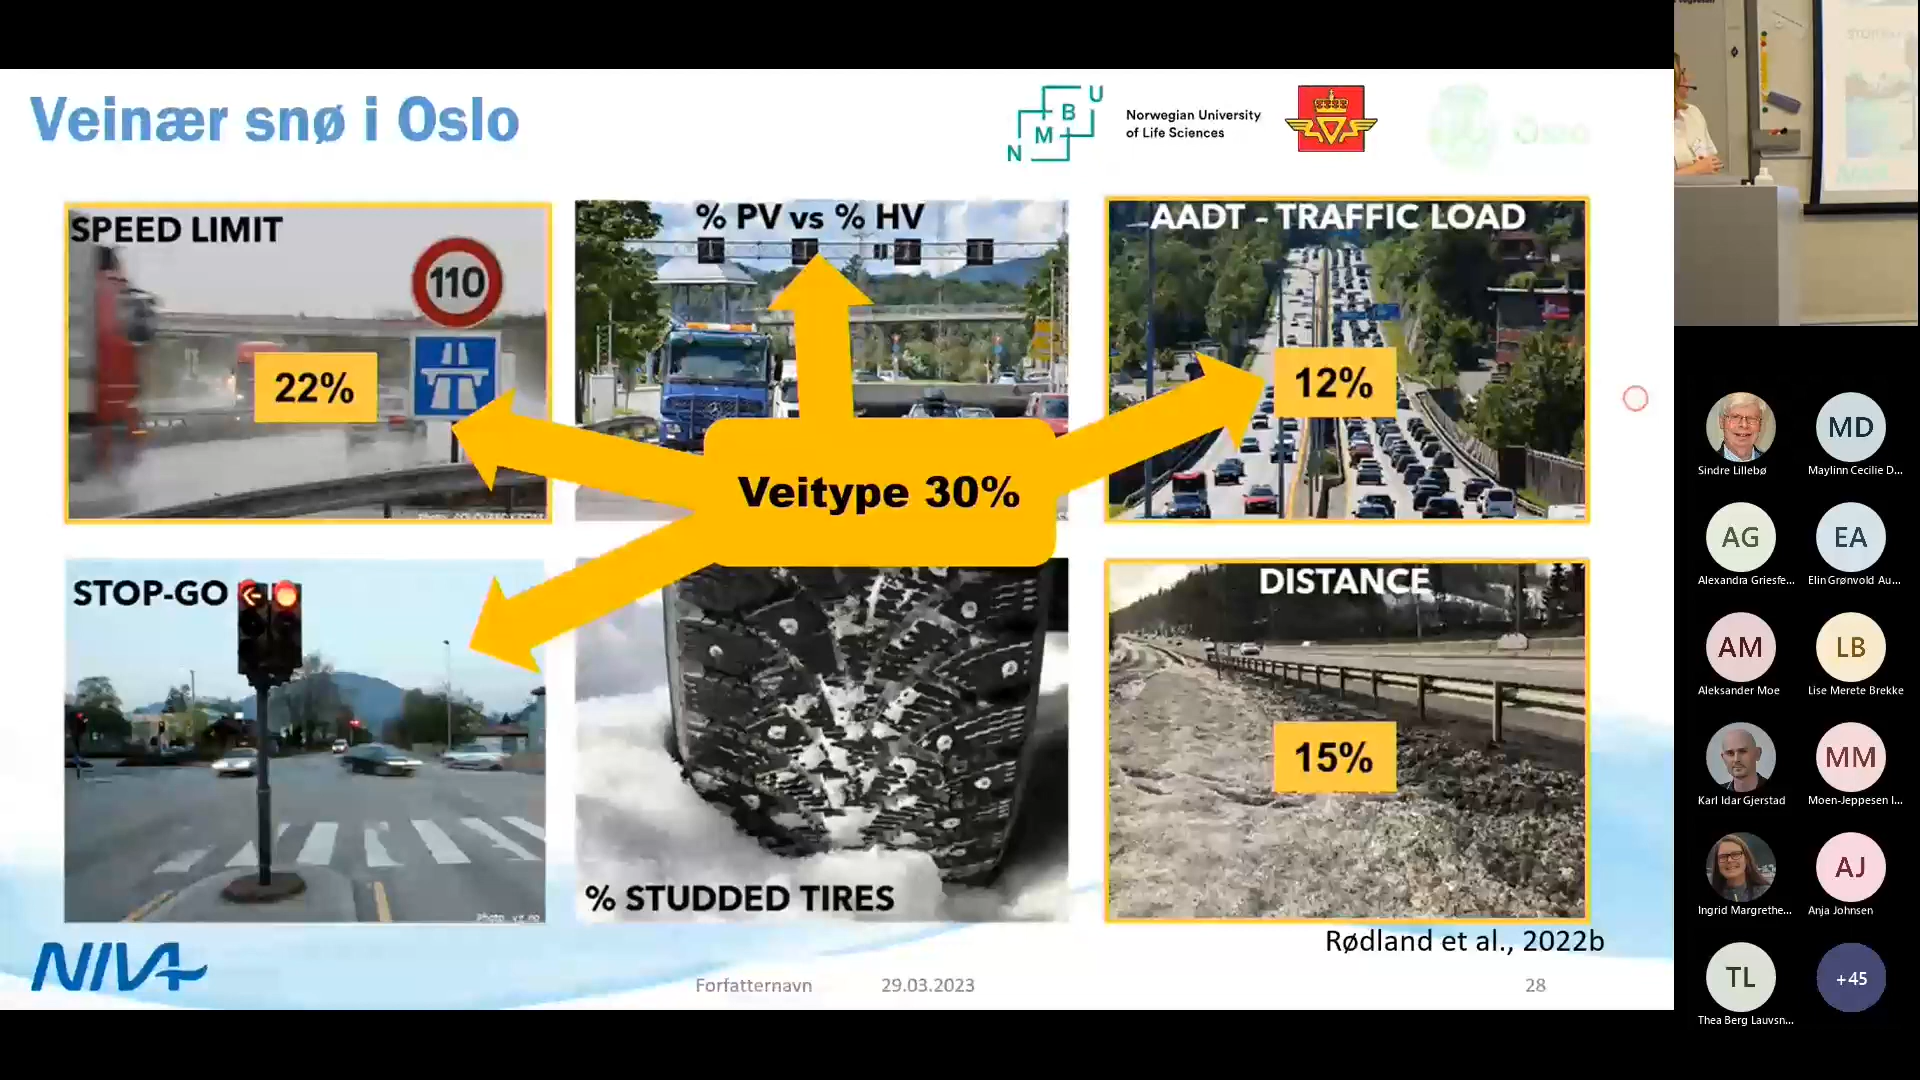 Veinær snø i Oslo
N M B U
Norwegian University
of Life Sciences
Oslo
SPEED LIMIT
110
22%
% PV vs % HV
AADT - TRAFFIC LOAD
12%
Veitype 30%
STOP-GO
% STUDDED TIRES
DISTANCE
15%
Rødland et al., 2022b
NIVA
Forfatternavn
29.03.2023
28
Sindre Lillebø
MD
Maylinn Cecilie D...
AG
Alexandra Griesfe...
EA
Elin Grønvold Au...
AM
Aleksander Moe
LB
Lise Merete Brekke
Karl Idar Gjerstad
MM
Moen-Jeppesen I...
Ingrid Margrethe...
AJ
Anja Johnsen
TL
Thea Berg Lauvsn...
+45